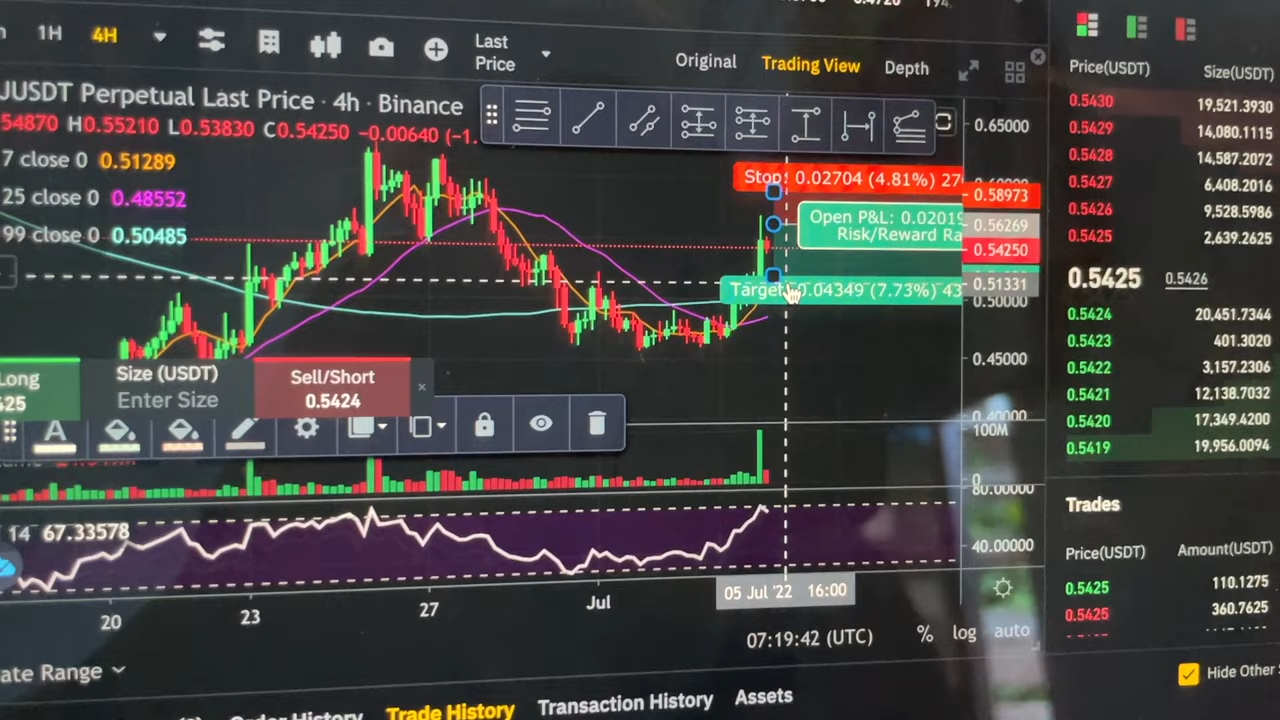 1H 4H Last Price Original Trading View Depth
JUSDT Perpetual Last Price · 4h · Binance
54870 H0.55210 L0.53830 C0.54250 −0.00640 (−1.
7 close 0 0.51289
25 close 0 0.48552
99 close 0 0.50485
Stop: 0.02704 (4.81%) 27
Open P&L: 0.02019
Risk/Reward Ra
Target: 0.04349 (7.73%) 43
0.65000
0.58973
0.56269
0.54250
0.51331
0.50000
0.45000
0.40000
100M
0
80.00000
40.00000
Long
425
Size (USDT)
Enter Size
Sell/Short
0.5424
A
14 67.33578
20 23 27 Jul 05 Jul '22 16:00
07:19:42 (UTC) % log auto
ate Range
Order History Trade History Transaction History Assets
Price(USDT) Size(USDT)
0.5430 19,521.3930
0.5429 14,080.1115
0.5428 14,587.2072
0.5427 6,408.2016
0.5426 9,528.5986
0.5425 2,639.2625
0.5425 0.5426
0.5424 20,451.7344
0.5423 401.3020
0.5422 3,157.2306
0.5421 12,138.7032
0.5420 17,349.4200
0.5419 19,956.0094
Trades
Price(USDT) Amount(USDT)
0.5425 110.1275
0.5425 360.7625
Hide Other